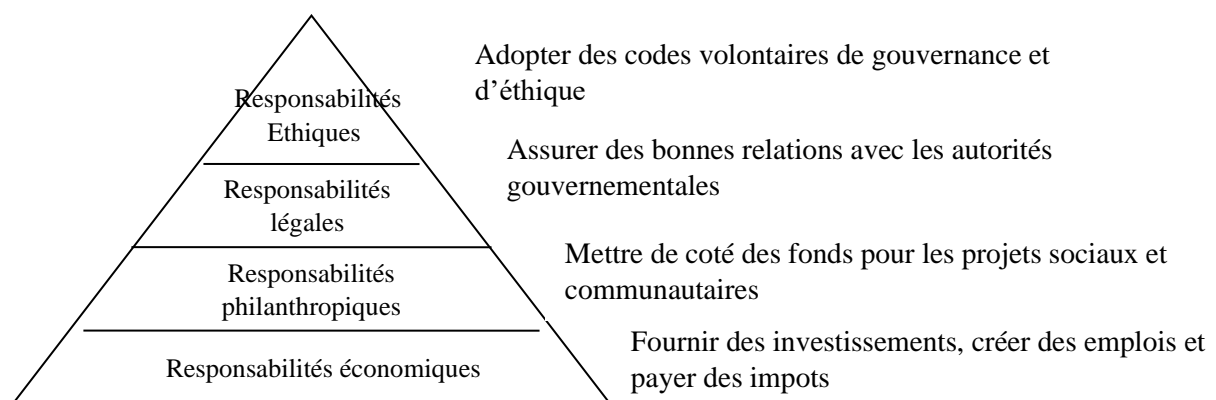 Adopter des codes volontaires de gouvernance et
d’éthique
Responsabilités
Ethiques
Assurer des bonnes relations avec les autorités
gouvernementales
Responsabilités
légales
Mettre de coté des fonds pour les projets sociaux et
communautaires
Responsabilités
philanthropiques
Fournir des investissements, créer des emplois et
payer des impots
Responsabilités économiques